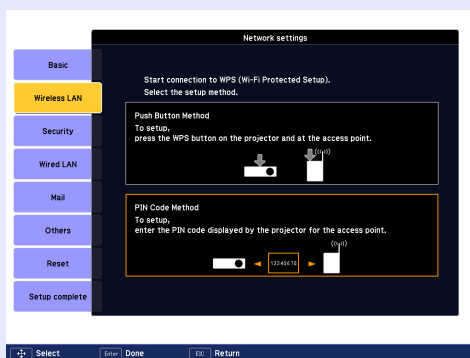 Network settings
Basic
Wireless LAN
Security
Wired LAN
Mail
Others
Reset
Setup complete
Start connection to WPS (Wi-Fi Protected Setup).
Select the setup method.
Push Button Method
To setup,
press the WPS button on the projector and at the access point.
PIN Code Method
To setup,
enter the PIN code displayed by the projector for the access point.
12245678
Select
Enter Done
ESC Return